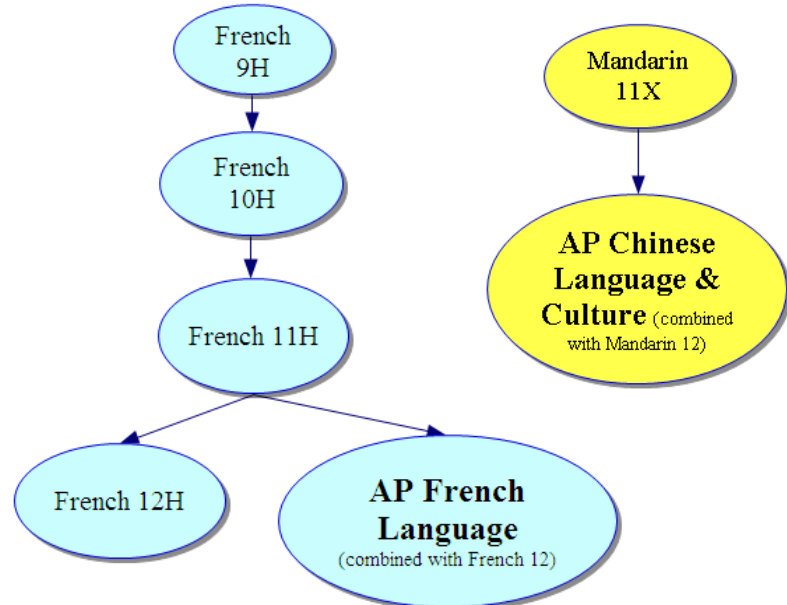 French
9H
French
10H
French 11H
French 12H
AP French
Language
(combined with French 12)
Mandarin
11X
AP Chinese
Language &
Culture (combined
with Mandarin 12)